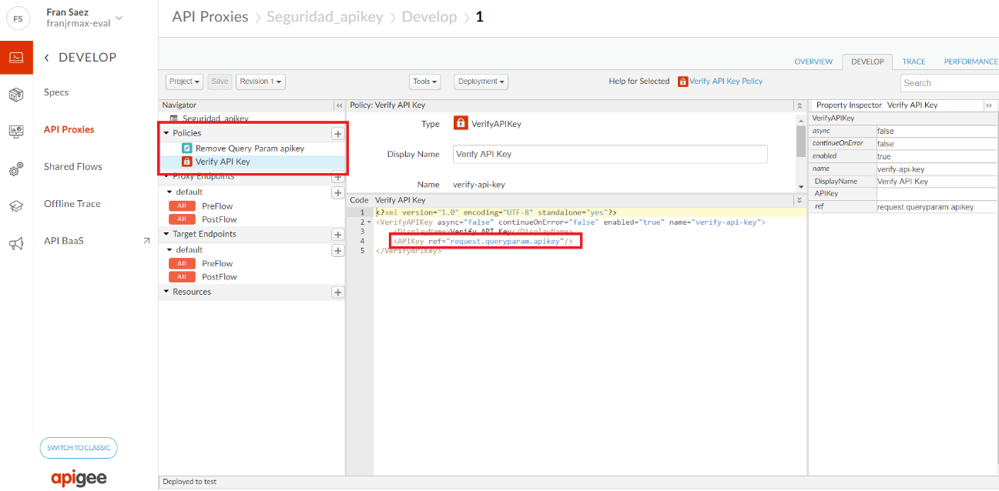 FS
Fran Saez
franjrmax-eval
API Proxies > Seguridad_apikey > Develop > 1
‹ DEVELOP
Specs
API Proxies
Shared Flows
Offline Trace
API BaaS
SWITCH TO CLASSIC
apigee
OVERVIEW DEVELOP TRACE PERFORMANCE
Project Save Revision 1 Tools Deployment Help for Selected Verify API Key Policy Search
Navigator
Seguridad_apikey
Policies
Remove Query Param apikey
Verify API Key
Proxy Endpoints
default
All PreFlow
All PostFlow
Target Endpoints
default
All PreFlow
All PostFlow
Resources
Policy: Verify API Key
Type VerifyAPIKey
Display Name Verify API Key
Name verify-api-key
Code Verify API Key
1 <?xml version="1.0" encoding="UTF-8" standalone="yes"?>
2 <VerifyAPIKey async="false" continueOnError="false" enabled="true" name="verify-api-key">
3 <DisplayName>Verify API Key</DisplayName>
4 <APIKey ref="request.queryparam.apikey"/>
5 </VerifyAPIKey>
Property Inspector Verify API Key
VerifyAPIKey
async false
continueOnError false
enabled true
name verify-api-key
DisplayName Verify API Key
APIKey
ref request.queryparam.apikey
Deployed to test